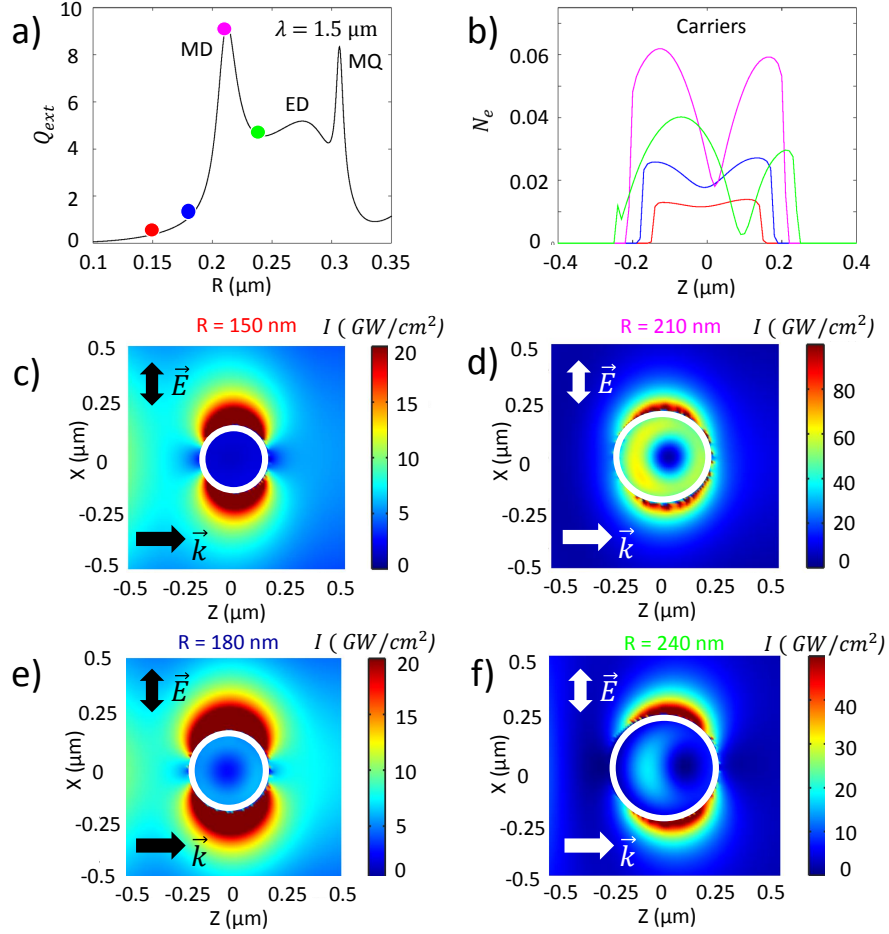 a)
λ = 1.5 μm
MD
ED
MQ
Q_ext
10
8
6
4
2
0
0.1
0.15
0.2
0.25
0.3
0.35
R (μm)
b)
Carriers
N_e
0.06
0.04
0.02
0
-0.4
-0.2
0
0.2
0.4
Z (μm)
c)
R = 150 nm
I ( GW/cm²)
E
k
X (μm)
0.5
0.25
0
-0.25
-0.5
-0.5
-0.25
0
0.25
0.5
Z (μm)
20
15
10
5
0
d)
R = 210 nm
I ( GW/cm²)
E
k
X (μm)
0.5
0.25
0
-0.25
-0.5
-0.5
-0.25
0
0.25
0.5
Z (μm)
80
60
40
20
0
e)
R = 180 nm
I ( GW/cm²)
E
k
X (μm)
0.5
0.25
0
-0.25
-0.5
-0.5
-0.25
0
0.25
0.5
Z (μm)
20
15
10
5
0
f)
R = 240 nm
I ( GW/cm²)
E
k
X (μm)
0.5
0.25
0
-0.25
-0.5
-0.5
-0.25
0
0.25
0.5
Z (μm)
40
30
20
10
0